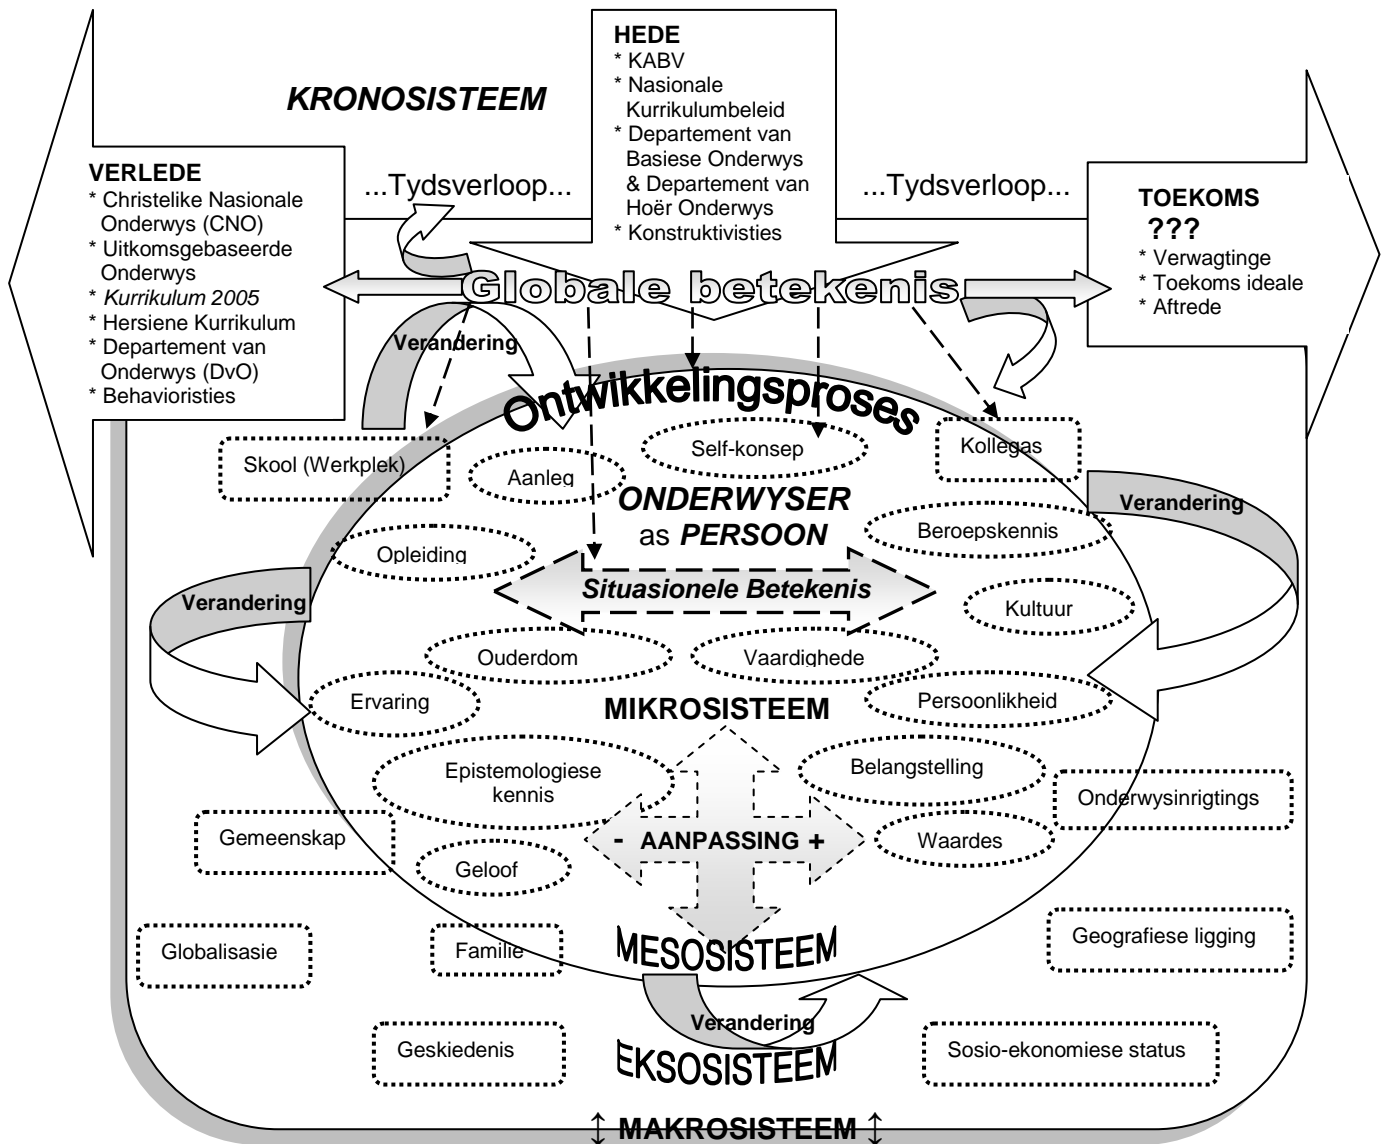 HEDE
* KABV
* Nasionale
Kurrikulumbeleid
* Departement van
Basiese Onderwys
& Departement van
Hoër Onderwys
* Konstruktivisties
KRONOSISTEEM
VERLEDE
* Christelike Nasionale
Onderwys (CNO)
* Uitkomsgebaseerde
Onderwys
* Kurrikulum 2005
* Hersiene Kurrikulum
* Departement van
Onderwys (DvO)
* Behavioristies
...Tydsverloop...
...Tydsverloop...
TOEKOMS
???
* Verwagtinge
* Toekoms ideale
* Aftrede
Globale betekenis
Verandering
Ontwikkelingsproses
Skool (Werkplek)
Aanleg
Self-konsep
Kollegas
ONDERWYSER
as PERSOON
Verandering
Opleiding
Beroepskennis
Situasionele Betekenis
Verandering
Kultuur
Ouderdom
Vaardighede
Ervaring
MIKROSISTEEM
Persoonlikheid
Epistemologiese
kennis
Belangstelling
Onderwysinrigtings
Gemeenskap
- AANPASSING +
Waardes
Geloof
Globalisasie
Familie
MESOSISTEEM
Geografiese ligging
Verandering
Geskiedenis
EKSOSISTEEM
Sosio-ekonomiese status
↕ MAKROSISTEEM ↕